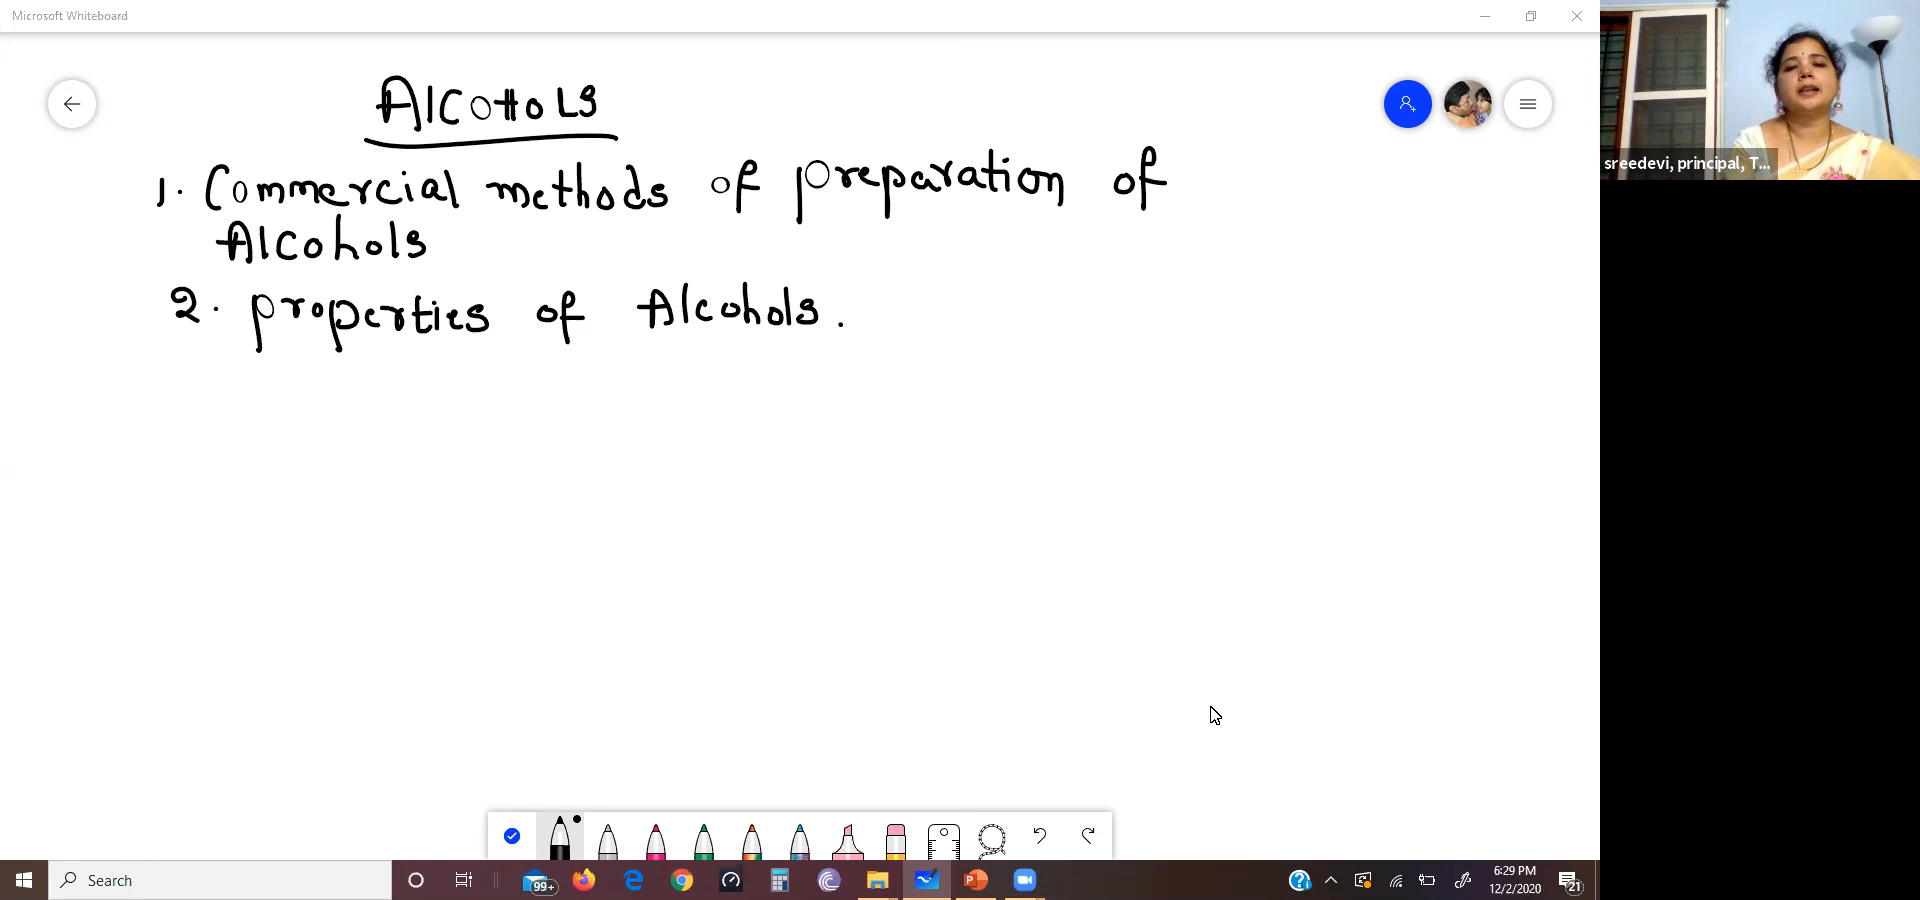 Microsoft Whiteboard
AlcoHoLs
1. Commercial methods of preparation of
Alcohols
2. properties of Alcohols.
sreedevi, principal, T...
Search
99+
6:29 PM
12/2/2020
21